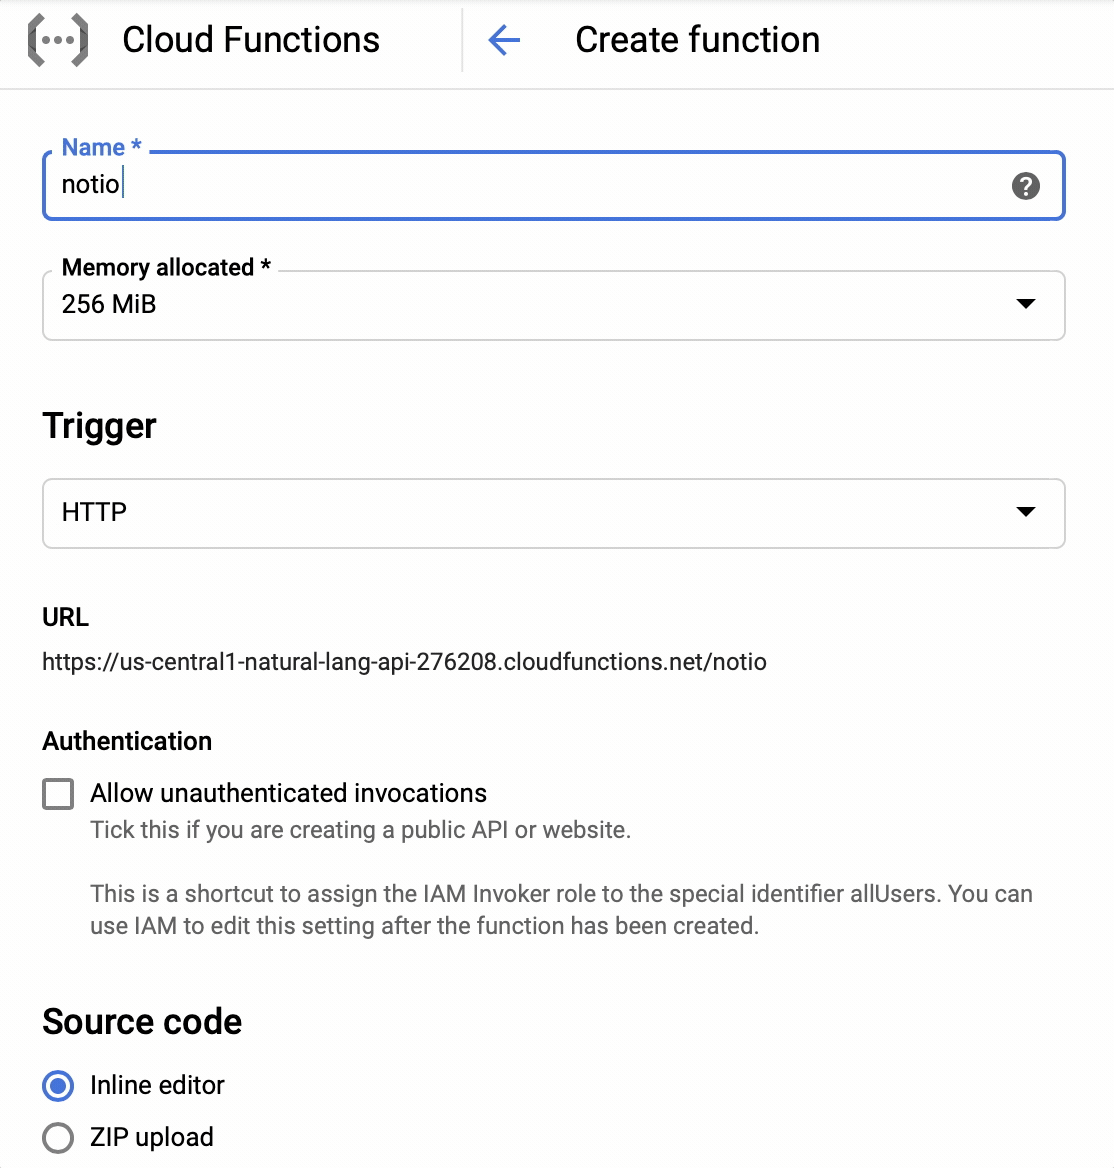 Cloud Functions
Create function
Name *
notio
Memory allocated *
256 MiB
Trigger
HTTP
URL
https://us-central1-natural-lang-api-276208.cloudfunctions.net/notio
Authentication
Allow unauthenticated invocations
Tick this if you are creating a public API or website.
This is a shortcut to assign the IAM Invoker role to the special identifier allUsers. You can
use IAM to edit this setting after the function has been created.
Source code
Inline editor
ZIP upload